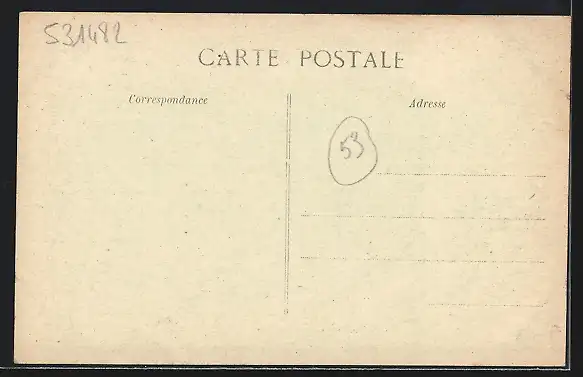 531482
CARTE POSTALE
Correspondance
Adresse
53